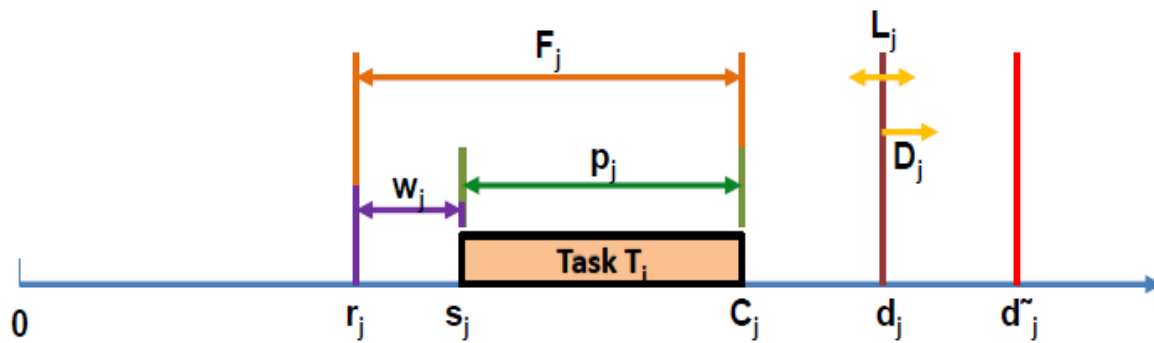 L_j
F_j
D_j
p_j
w_j
Task T_j
0 r_j s_j C_j d_j d~_j